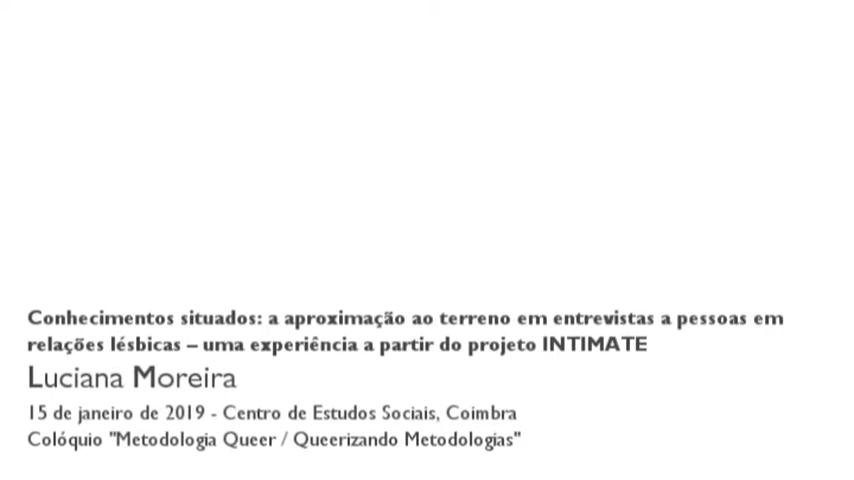 Conhecimentos situados: a aproximação ao terreno em entrevistas a pessoas em
relações lésbicas – uma experiência a partir do projeto INTIMATE
Luciana Moreira
15 de janeiro de 2019 - Centro de Estudos Sociais, Coimbra
Colóquio "Metodologia Queer / Queerizando Metodologias"